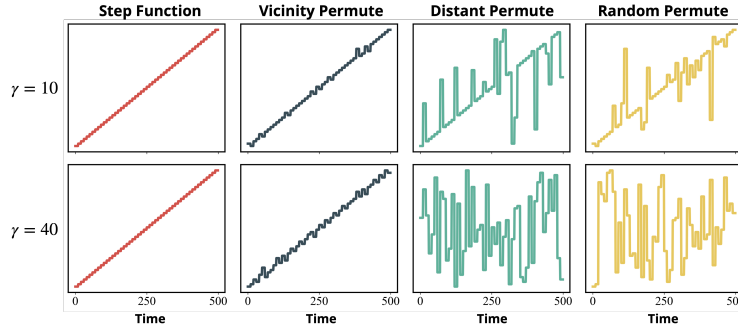 Step Function Vicinity Permute Distant Permute Random Permute
γ = 10
γ = 40
0 250 500 0 250 500 0 250 500 0 250 500
Time Time Time Time